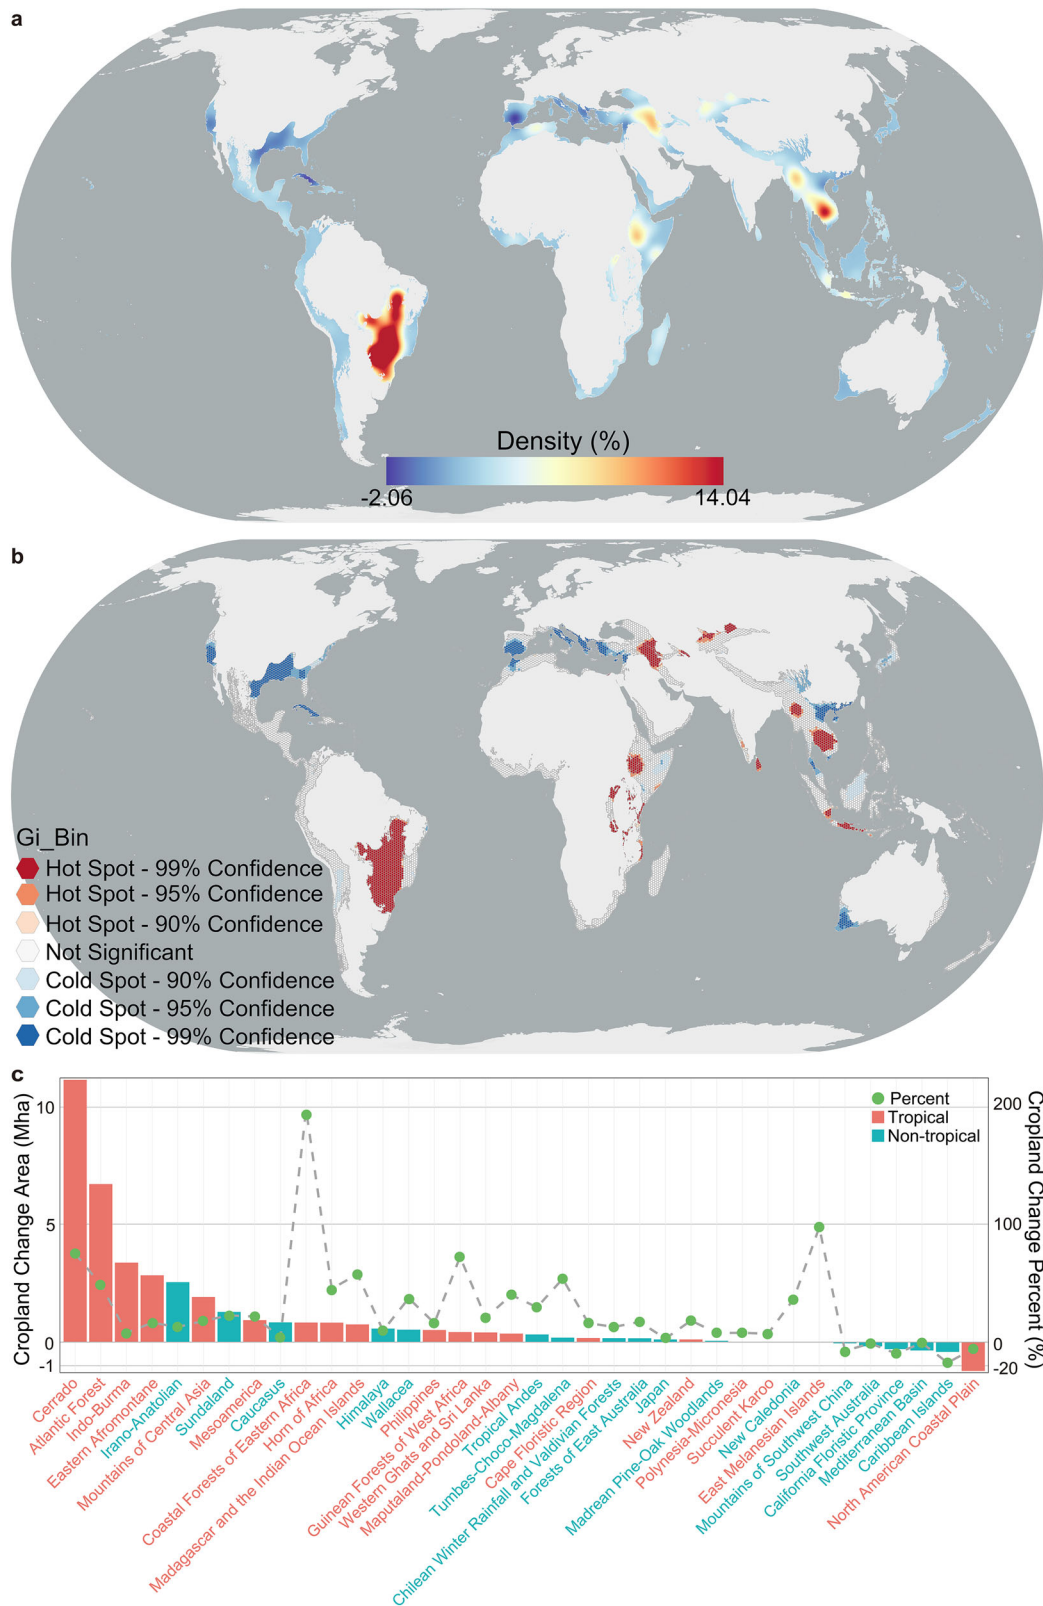 a
Density (%)
-2.06
14.04
b
Gi_Bin
Hot Spot - 99% Confidence
Hot Spot - 95% Confidence
Hot Spot - 90% Confidence
Not Significant
Cold Spot - 90% Confidence
Cold Spot - 95% Confidence
Cold Spot - 99% Confidence
c
Cropland Change Area (Mha)
10
5
0
-1
Percent
Tropical
Non-tropical
200
100
0
-20
Cropland Change Percent (%)
Cerrado
Atlantic Forest
Indo-Burma
Eastern Afromontane
Irano-Anatolian
Mountains of Central Asia
Sundaland
Mesoamerica
Caucasus
Coastal Forests of Eastern Africa
Horn of Africa
Madagascar and the Indian Ocean Islands
Himalaya
Wallacea
Philippines
Guinean Forests of West Africa
Western Ghats and Sri Lanka
Maputaland-Pondoland-Albany
Tropical Andes
Tumbes-Choco-Magdalena
Cape Floristic Region
Chilean Winter Rainfall and Valdivian Forests
Forests of East Australia
Japan
New Zealand
Madrean Pine-Oak Woodlands
Polynesia-Micronesia
Succulent Karoo
New Caledonia
East Melanesian Islands
Mountains of Southwest China
Southwest Australia
California Floristic Province
Mediterranean Basin
Caribbean Islands
North American Coastal Plain